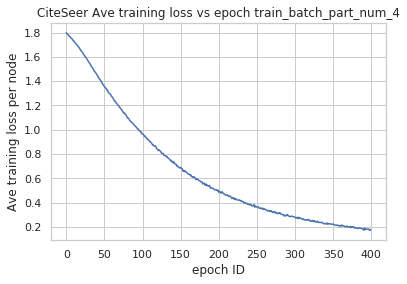 CiteSeer Ave training loss vs epoch train_batch_part_num_4
1.8
1.6
1.4
1.2
1.0
0.8
0.6
0.4
0.2
Ave training loss per node
0 50 100 150 200 250 300 350 400
epoch ID